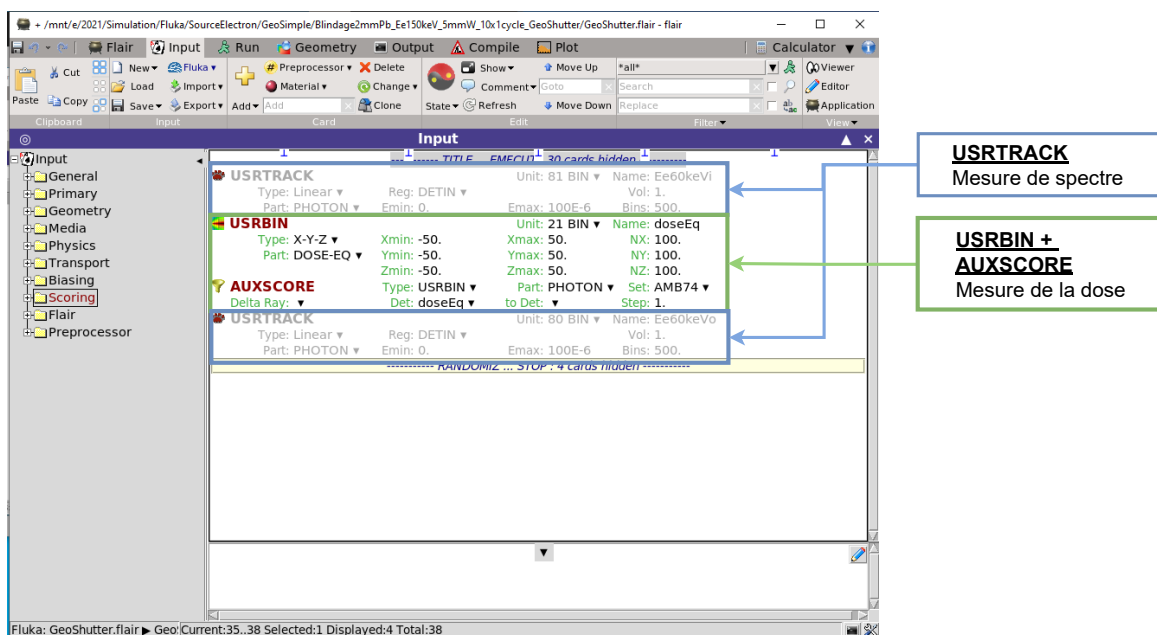 + /mnt/e/2021/Simulation/Fluka/SourceElectron/GeoSimple/Blindage2mmPb_Ee150keV_5mmW_10x1cycle_GeoShutter/GeoShutter.flair - flair
Flair Input Run Geometry Output Compile Plot Calculator
Cut New Fluka # Preprocessor Delete Show Move Up *all* Viewer
Load Import Material Change Comment Goto Search Editor
Paste Copy Save Export Add Add Clone State Refresh Move Down Replace Application
Clipboard Input Card Edit Filter View
Input
Input
General
Primary
Geometry
Media
Physics
Transport
Biasing
Scoring
Flair
Preprocessor
TITLE 30 cards hidden
USRTRACK Unit: 81 BIN Name: Ee60keVi
Type: Linear Reg: DETIN Vol: 1.
Part: PHOTON Emin: 0. Emax: 100E-6 Bins: 500.
USRBIN Unit: 21 BIN Name: doseEq
Type: X-Y-Z Xmin: -50. Xmax: 50. NX: 100.
Part: DOSE-EQ Ymin: -50. Ymax: 50. NY: 100.
Zmin: -50. Zmax: 50. NZ: 100.
AUXSCORE Type: USRBIN Part: PHOTON Set: AMB74
Delta Ray: Det: doseEq to Det: Step: 1.
USRTRACK Unit: 80 BIN Name: Ee60keVo
Type: Linear Reg: DETIN Vol: 1.
Part: PHOTON Emin: 0. Emax: 100E-6 Bins: 500.
----------- RANDOMIZ ... STOP : 4 cards hidden -----------
USRTRACK
Mesure de spectre
USRBIN +
AUXSCORE
Mesure de la dose
Fluka: GeoShutter.flair ▶ Geo Current:35..38 Selected:1 Displayed:4 Total:38